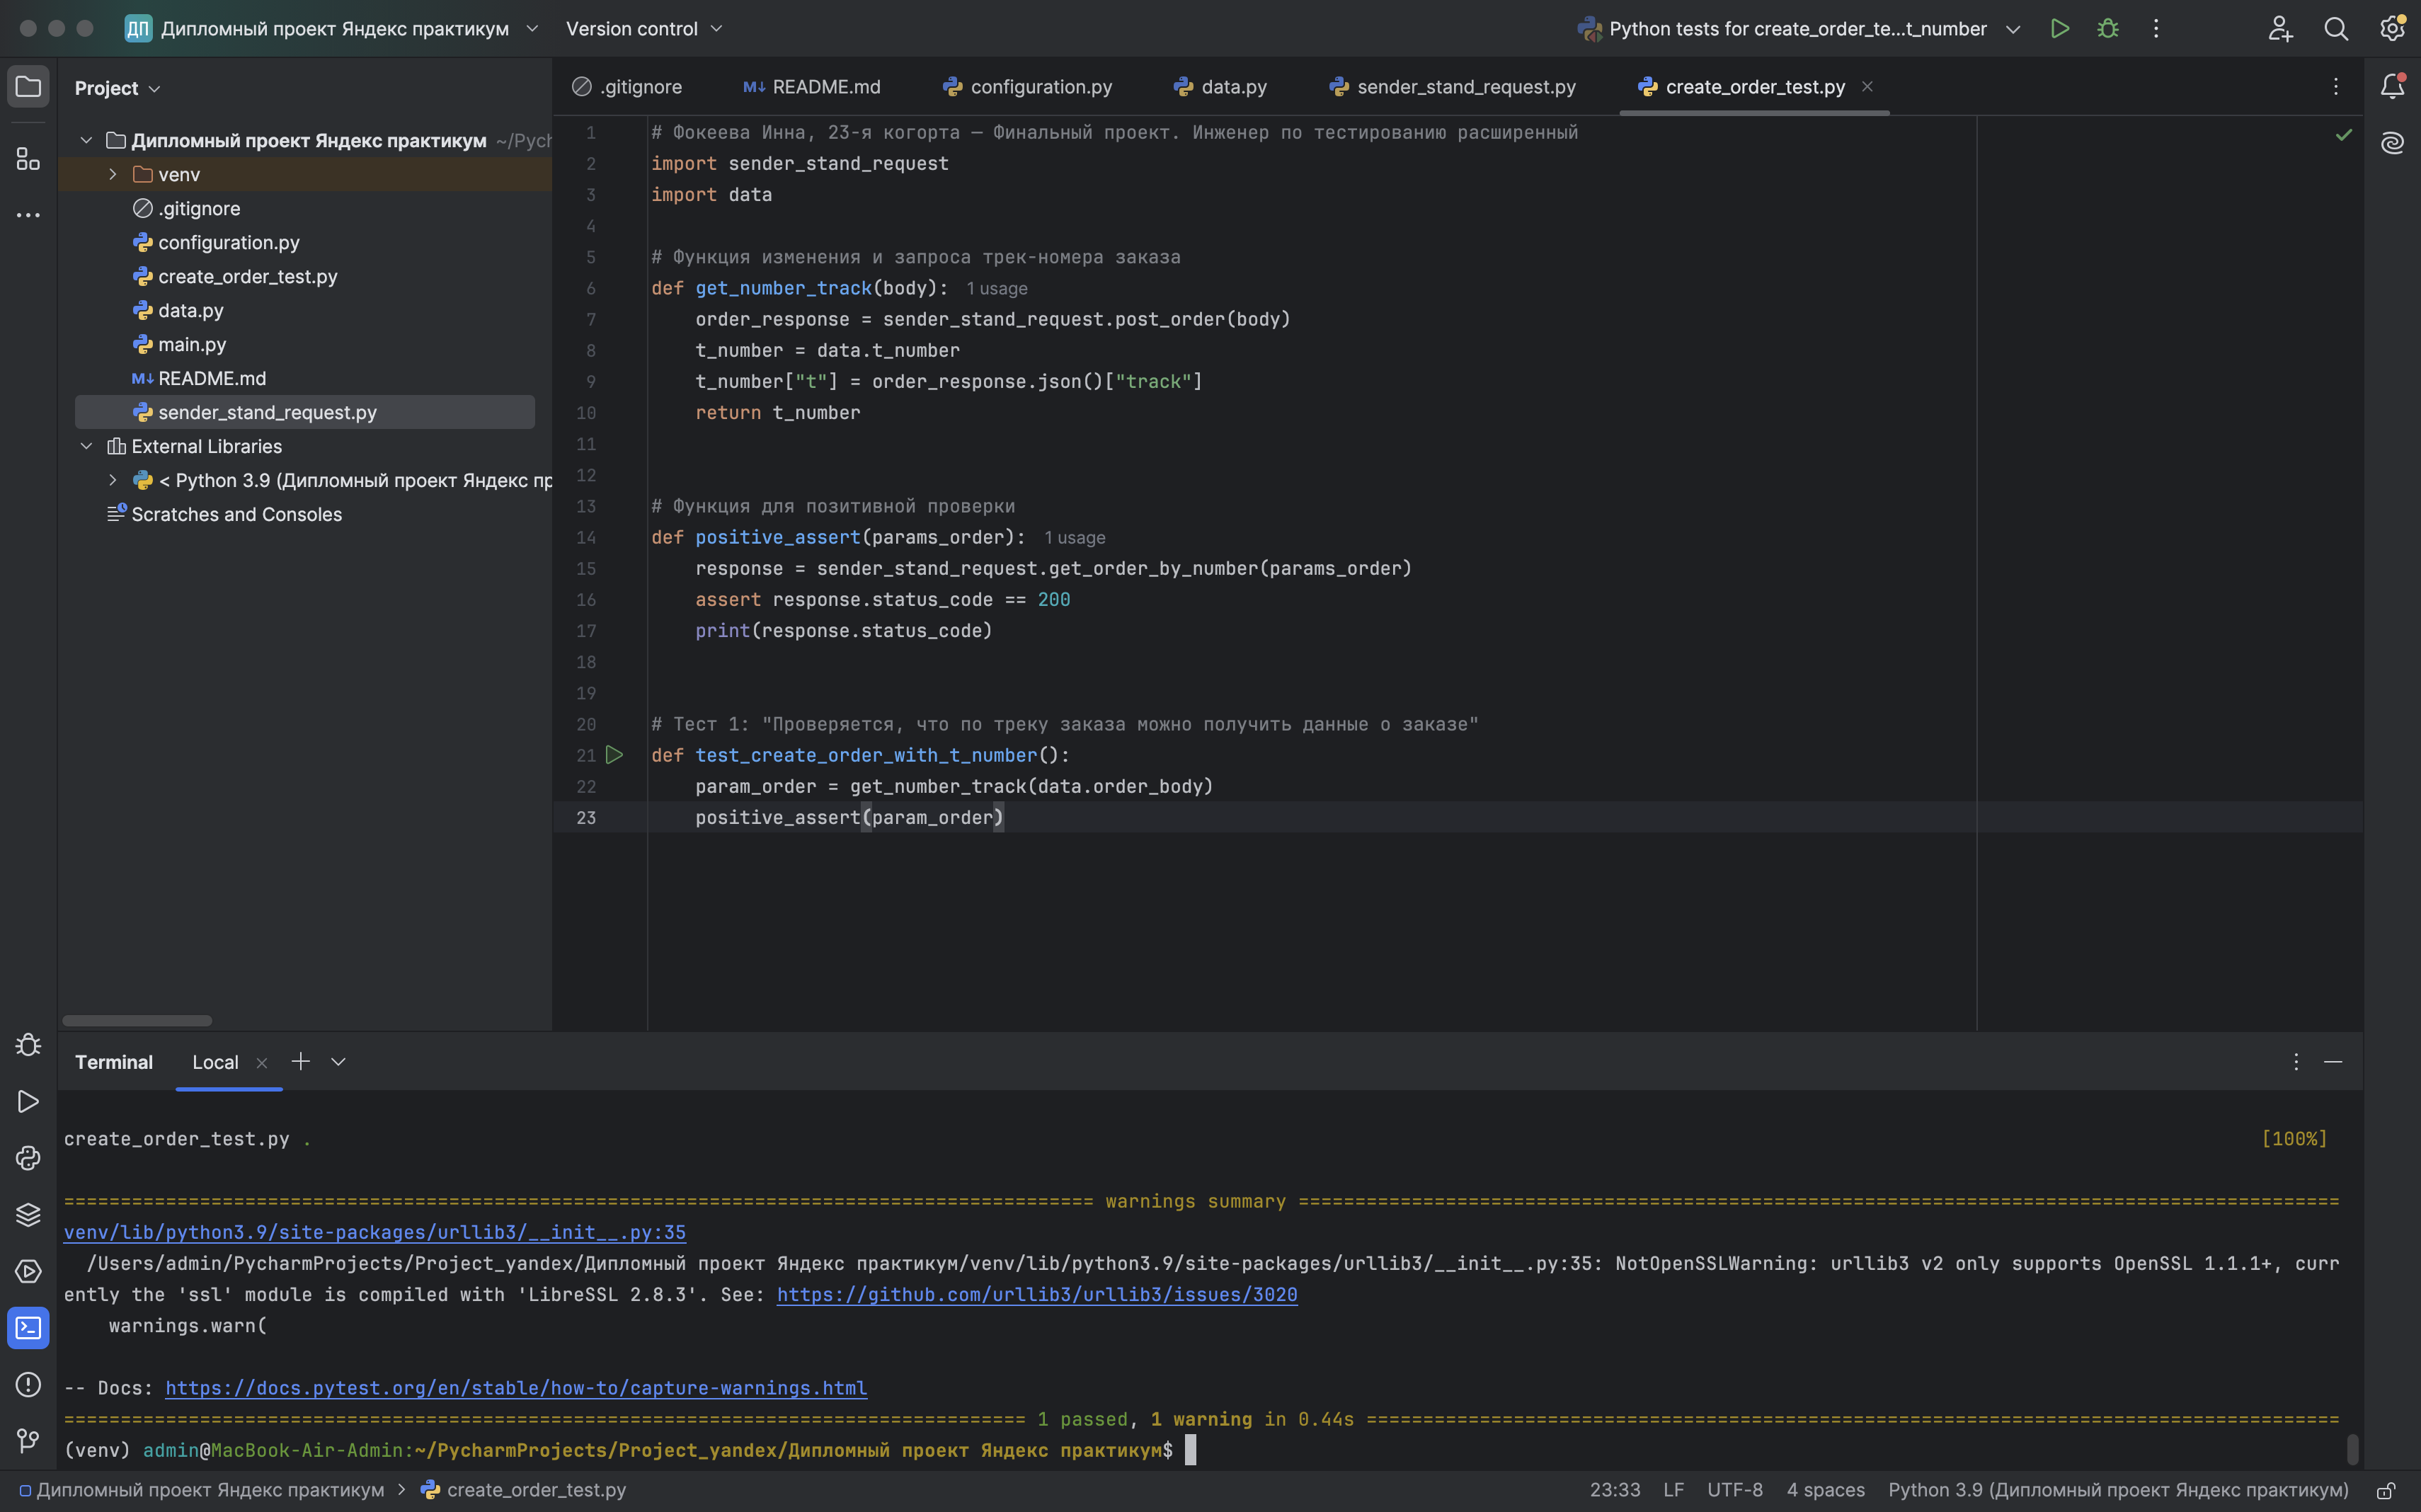 ДП Дипломный проект Яндекс практикум Version control Python tests for create_order_te...t_number
Project
.gitignore README.md configuration.py data.py sender_stand_request.py create_order_test.py
Дипломный проект Яндекс практикум ~/Pych
venv
.gitignore
configuration.py
create_order_test.py
data.py
main.py
M↓ README.md
sender_stand_request.py
External Libraries
< Python 3.9 (Дипломный проект Яндекс пр
Scratches and Consoles
1 # Фокеева Инна, 23-я когорта — Финальный проект. Инженер по тестированию расширенный
2 import sender_stand_request
3 import data
4
5 # Функция изменения и запроса трек-номера заказа
6 def get_number_track(body): 1 usage
7 order_response = sender_stand_request.post_order(body)
8 t_number = data.t_number
9 t_number["t"] = order_response.json()["track"]
10 return t_number
11
12
13 # Функция для позитивной проверки
14 def positive_assert(params_order): 1 usage
15 response = sender_stand_request.get_order_by_number(params_order)
16 assert response.status_code == 200
17 print(response.status_code)
18
19
20 # Тест 1: "Проверяется, что по треку заказа можно получить данные о заказе"
21 def test_create_order_with_t_number():
22 param_order = get_number_track(data.order_body)
23 positive_assert(param_order)
Terminal Local
create_order_test.py . [100%]
=========================================================================================== warnings summary ============================================================================================
venv/lib/python3.9/site-packages/urllib3/__init__.py:35
/Users/admin/PycharmProjects/Project_yandex/Дипломный проект Яндекс практикум/venv/lib/python3.9/site-packages/urllib3/__init__.py:35: NotOpenSSLWarning: urllib3 v2 only supports OpenSSL 1.1.1+, curr
ently the 'ssl' module is compiled with 'LibreSSL 2.8.3'. See: https://github.com/urllib3/urllib3/issues/3020
warnings.warn(
-- Docs: https://docs.pytest.org/en/stable/how-to/capture-warnings.html
===================================================================================== 1 passed, 1 warning in 0.44s ======================================================================================
(venv) admin@MacBook-Air-Admin:~/PycharmProjects/Project_yandex/Дипломный проект Яндекс практикум$
Дипломный проект Яндекс практикум > create_order_test.py 23:33 LF UTF-8 4 spaces Python 3.9 (Дипломный проект Яндекс практикум)